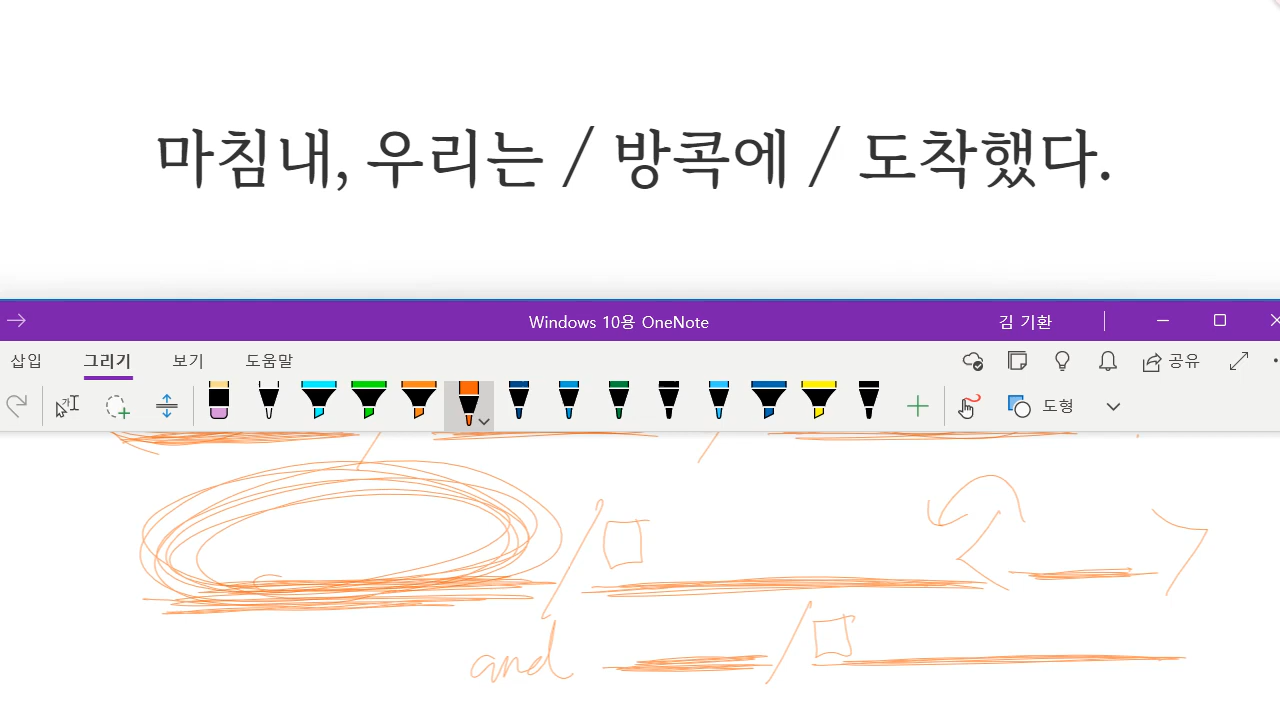 마침내, 우리는 / 방콕에 / 도착했다.
Windows 10용 OneNote
김 기환
삽입 그리기 보기 도움말
공유
가
도형
and